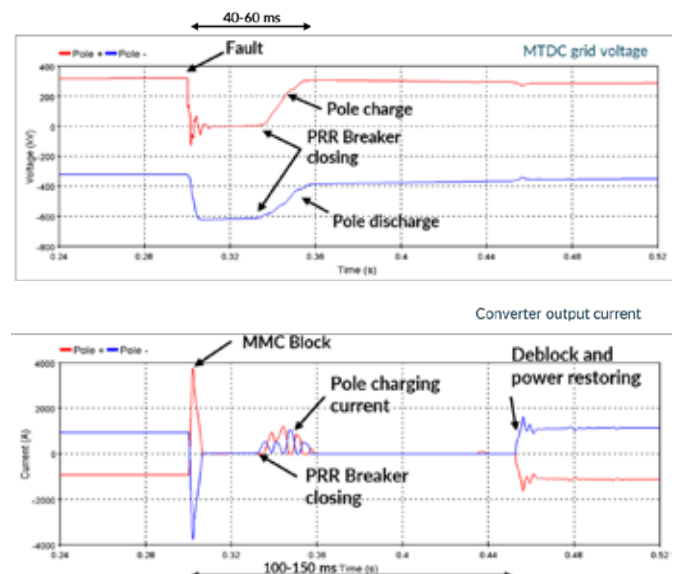 40-60 ms
Fault
Pole + Pole -
MTDC grid voltage
400
200
0
-200
-400
-600
-800
Voltage (kV)
Pole charge
PRR Breaker
closing
Pole discharge
0.24 0.28 0.32 0.36 0.4 0.44 0.48 0.52
Time (s)
Converter output current
Pole + Pole -
MMC Block
Deblock and
power restoring
4000
2000
0
-2000
-4000
Current (A)
Pole charging
current
PRR Breaker
closing
0.24 0.28 0.32 0.36 0.4 0.44 0.48 0.52
100-150 ms Time (s)